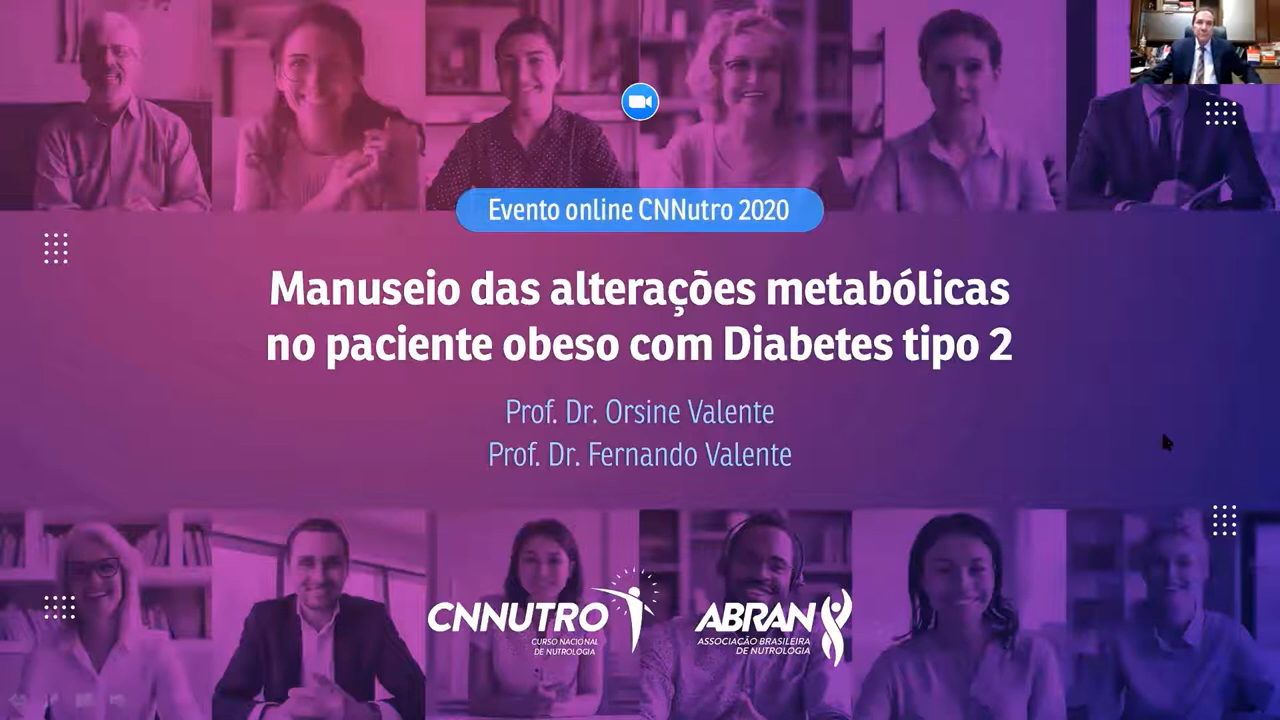 Evento online CNNutro 2020
Manuseio das alterações metabólicas
no paciente obeso com Diabetes tipo 2
Prof. Dr. Orsine Valente
Prof. Dr. Fernando Valente
CNNUTRO
CURSO NACIONAL
DE NUTROLOGIA
ABRAN
ASSOCIAÇÃO BRASILEIRA
DE NUTROLOGIA